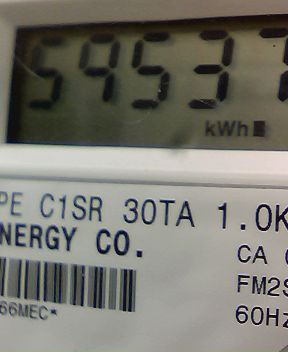 59537
kWh
PE C1SR 30TA 1.0K
NERGY CO.
CA
FM2S
66MEC*
60Hz